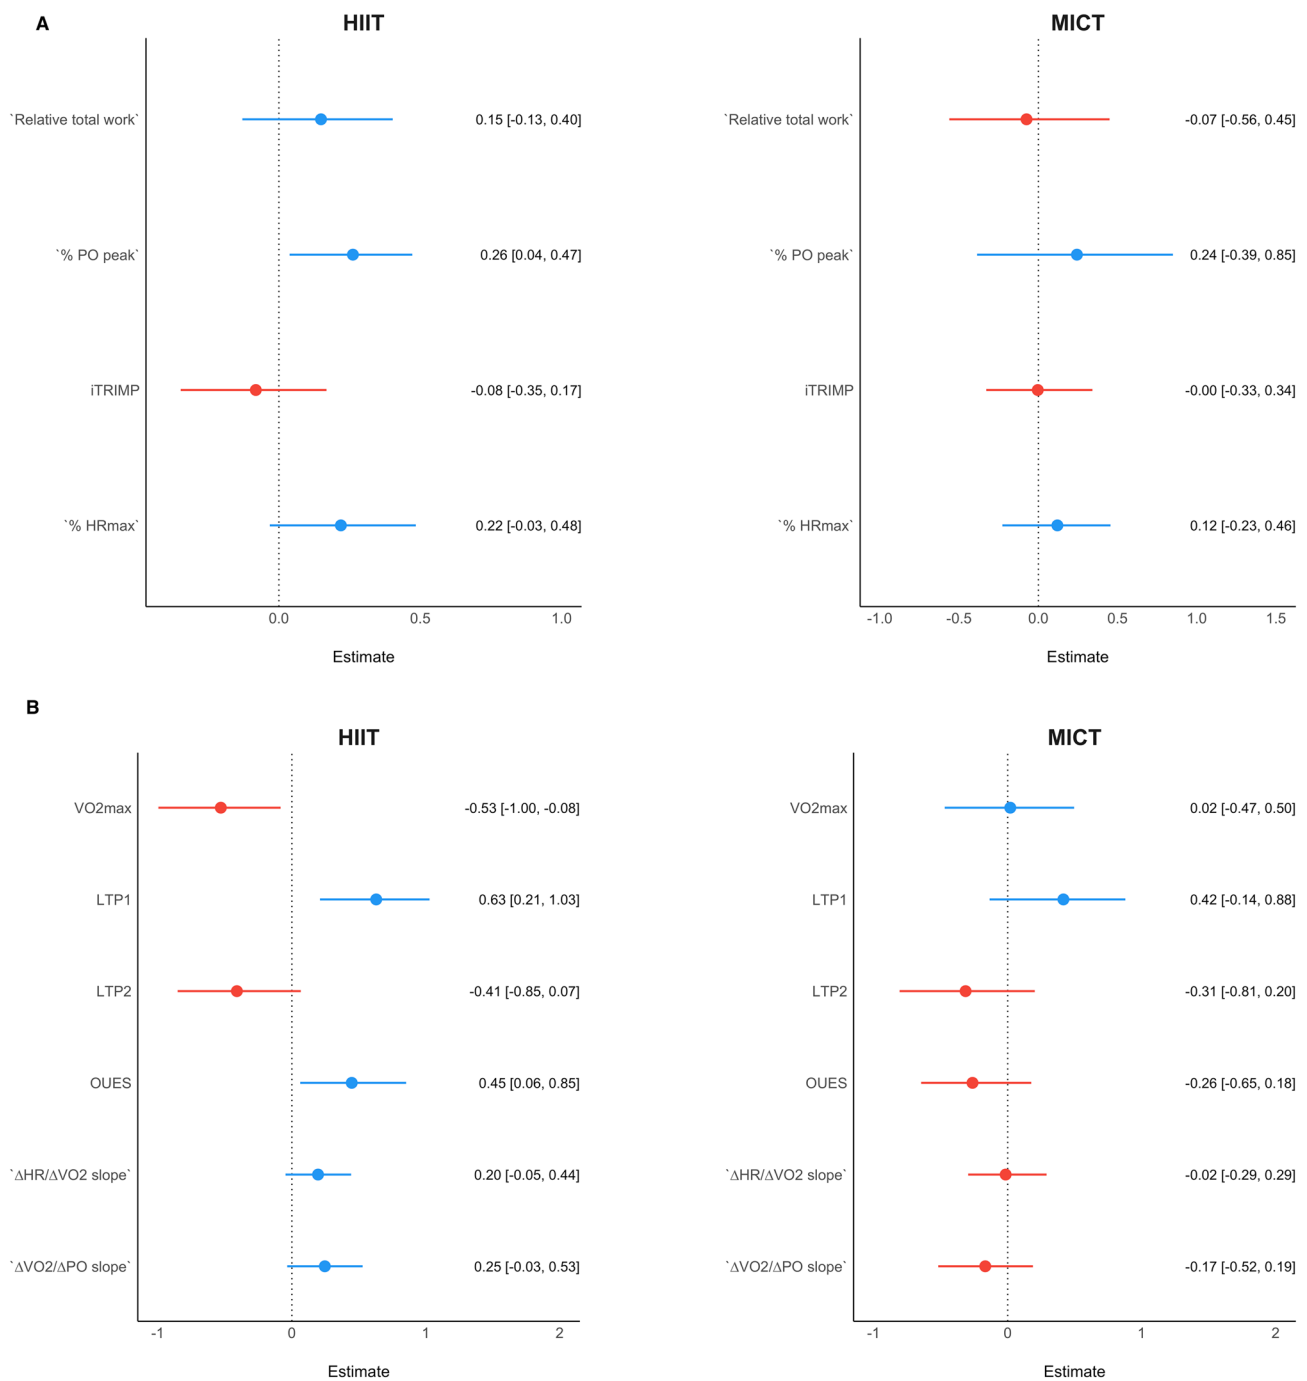 A
HIIT
`Relative total work` 0.15 [-0.13, 0.40]
`% PO peak` 0.26 [0.04, 0.47]
iTRIMP -0.08 [-0.35, 0.17]
`% HRmax` 0.22 [-0.03, 0.48]
0.0 0.5 1.0
Estimate
MICT
`Relative total work` -0.07 [-0.56, 0.45]
`% PO peak` 0.24 [-0.39, 0.85]
iTRIMP -0.00 [-0.33, 0.34]
`% HRmax` 0.12 [-0.23, 0.46]
-1.0 -0.5 0.0 0.5 1.0 1.5
Estimate
B
HIIT
VO2max -0.53 [-1.00, -0.08]
LTP1 0.63 [0.21, 1.03]
LTP2 -0.41 [-0.85, 0.07]
OUES 0.45 [0.06, 0.85]
`ΔHR/ΔVO2 slope` 0.20 [-0.05, 0.44]
`ΔVO2/ΔPO slope` 0.25 [-0.03, 0.53]
-1 0 1 2
Estimate
MICT
VO2max 0.02 [-0.47, 0.50]
LTP1 0.42 [-0.14, 0.88]
LTP2 -0.31 [-0.81, 0.20]
OUES -0.26 [-0.65, 0.18]
`ΔHR/ΔVO2 slope` -0.02 [-0.29, 0.29]
`ΔVO2/ΔPO slope` -0.17 [-0.52, 0.19]
-1 0 1 2
Estimate